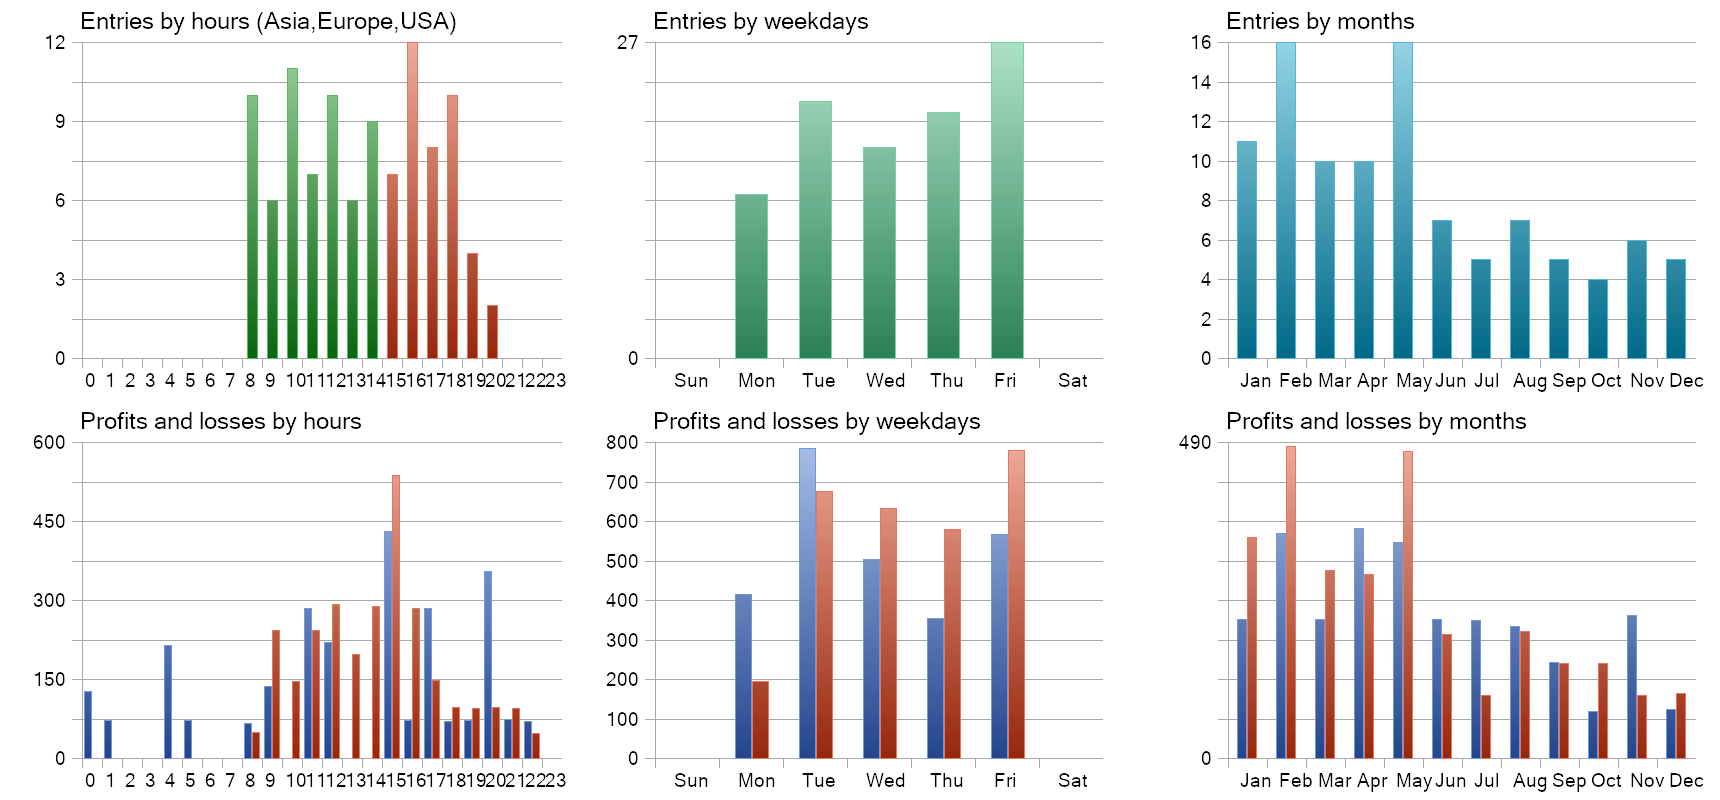 Entries by hours (Asia,Europe,USA)
12
9
6
3
0
0 1 2 3 4 5 6 7 8 9 10 11 12 13 14 15 16 17 18 19 20 21 22 23
Entries by weekdays
27
0
Sun Mon Tue Wed Thu Fri Sat
Entries by months
16
14
12
10
8
6
4
2
0
Jan Feb Mar Apr May Jun Jul Aug Sep Oct Nov Dec
Profits and losses by hours
600
450
300
150
0
0 1 2 3 4 5 6 7 8 9 10 11 12 13 14 15 16 17 18 19 20 21 22 23
Profits and losses by weekdays
800
700
600
500
400
300
200
100
0
Sun Mon Tue Wed Thu Fri Sat
Profits and losses by months
490
0
Jan Feb Mar Apr May Jun Jul Aug Sep Oct Nov Dec